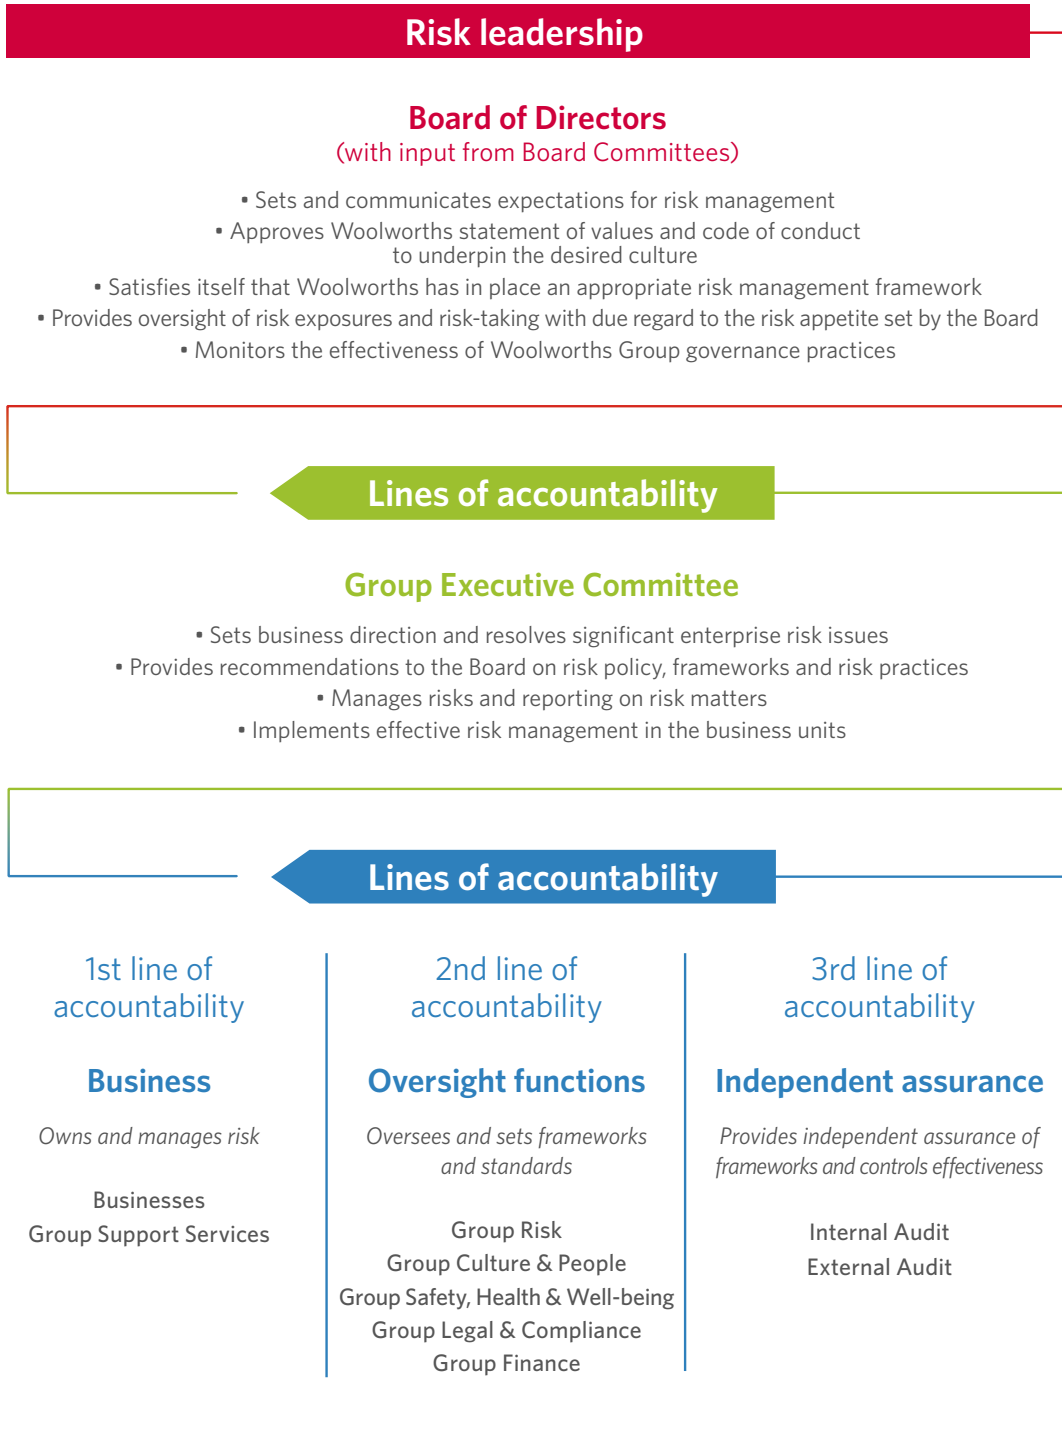 Risk leadership
Board of Directors
(with input from Board Committees)
• Sets and communicates expectations for risk management
• Approves Woolworths statement of values and code of conduct
to underpin the desired culture
• Satisfies itself that Woolworths has in place an appropriate risk management framework
• Provides oversight of risk exposures and risk-taking with due regard to the risk appetite set by the Board
• Monitors the effectiveness of Woolworths Group governance practices
Lines of accountability
Group Executive Committee
• Sets business direction and resolves significant enterprise risk issues
• Provides recommendations to the Board on risk policy, frameworks and risk practices
• Manages risks and reporting on risk matters
• Implements effective risk management in the business units
Lines of accountability
1st line of
accountability
Business
Owns and manages risk
Businesses
Group Support Services
2nd line of
accountability
Oversight functions
Oversees and sets frameworks
and standards
Group Risk
Group Culture & People
Group Safety, Health & Well-being
Group Legal & Compliance
Group Finance
3rd line of
accountability
Independent assurance
Provides independent assurance of
frameworks and controls effectiveness
Internal Audit
External Audit